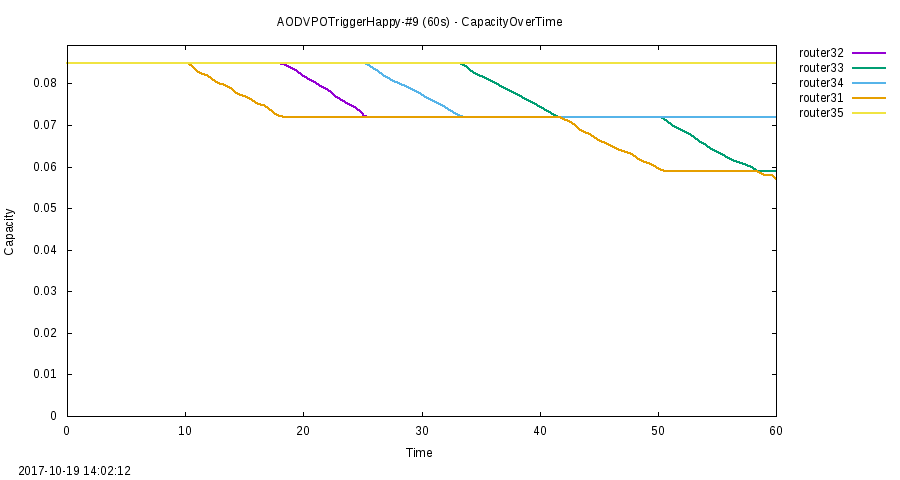 AODVPOTriggerHappy-#9 (60s) - CapacityOverTime
router32
router33
router34
router31
router35
0.08
0.07
0.06
0.05
0.04
0.03
0.02
0.01
0
Capacity
0 10 20 30 40 50 60
Time
2017-10-19 14:02:12